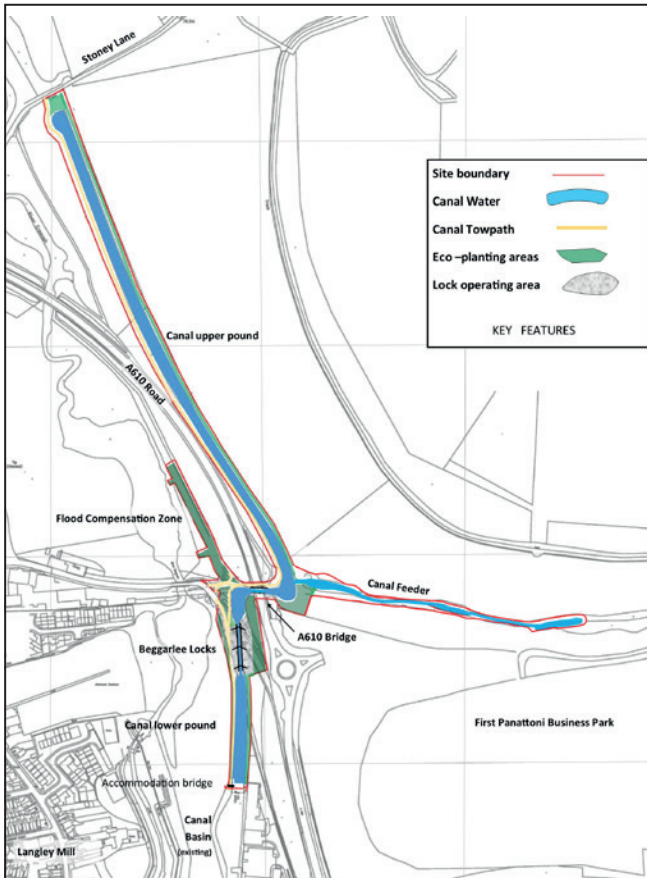 Stoney Lane
Site boundary
Canal Water
Canal Towpath
Eco –planting areas
Lock operating area
KEY FEATURES
Canal upper pound
A610 Road
Flood Compensation Zone
Canal Feeder
A610 Bridge
Beggarlee Locks
Canal lower pound
First Panattoni Business Park
Accommodation bridge
Canal
Basin
(existing)
Langley Mill